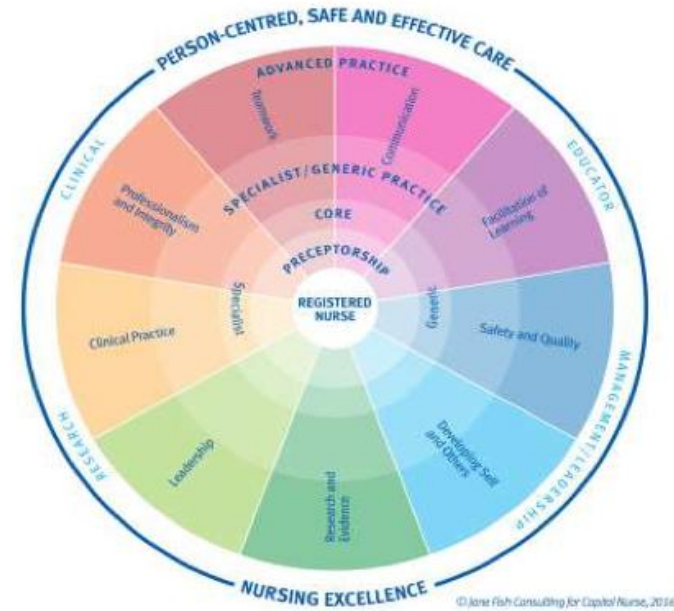 PERSON-CENTRED, SAFE AND EFFECTIVE CARE
ADVANCED PRACTICE
Teamwork
Communication
CLINICAL
EDUCATOR
SPECIALIST/GENERIC PRACTICE
Professionalism
and Integrity
Facilitation of
Learning
CORE
PRECEPTORSHIP
Specialist
REGISTERED
NURSE
Generic
Clinical Practice
Safety and Quality
RESEARCH
MANAGEMENT/LEADERSHIP
Leadership
Developing Self
and Others
Research and
Evidence
NURSING EXCELLENCE
© Jane Fish Consulting for Capital Nurse, 2016